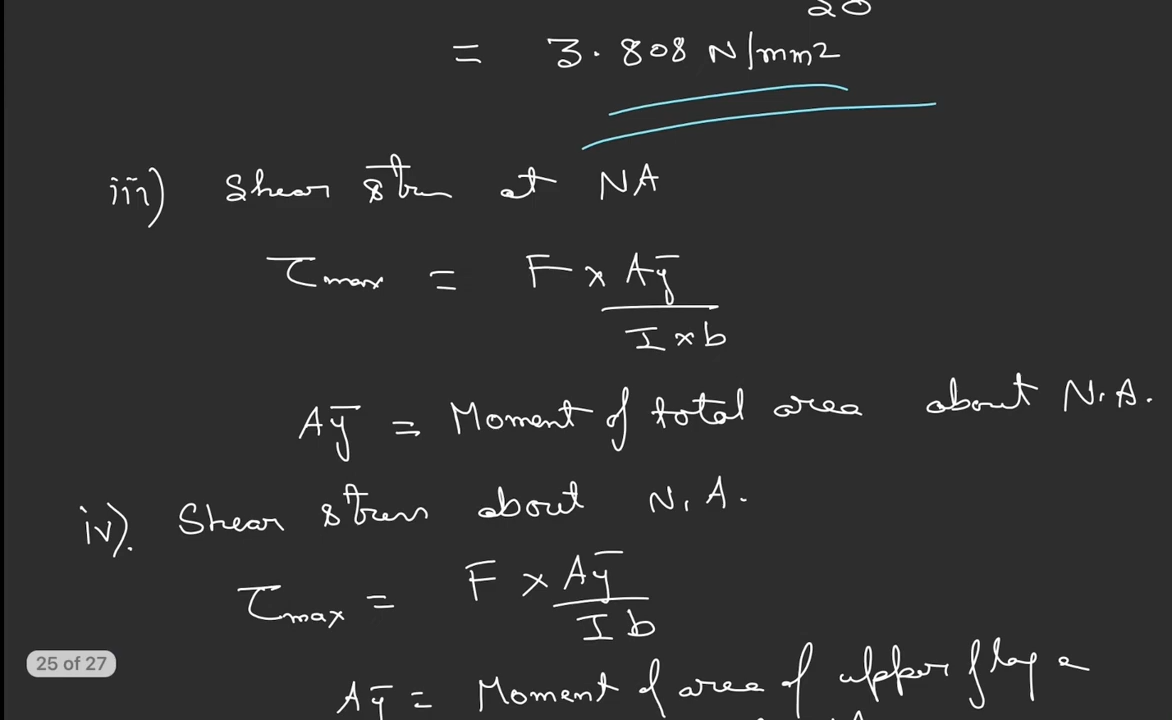 20
= 3.808 N/mm2
iii) Shear stress at NA
τmax = F × Aȳ
I × b
Aȳ = Moment of total area about N.A.
iv). Shear stress about N.A.
τmax = F × Aȳ
I b
25 of 27
Aȳ = Moment of area of upper